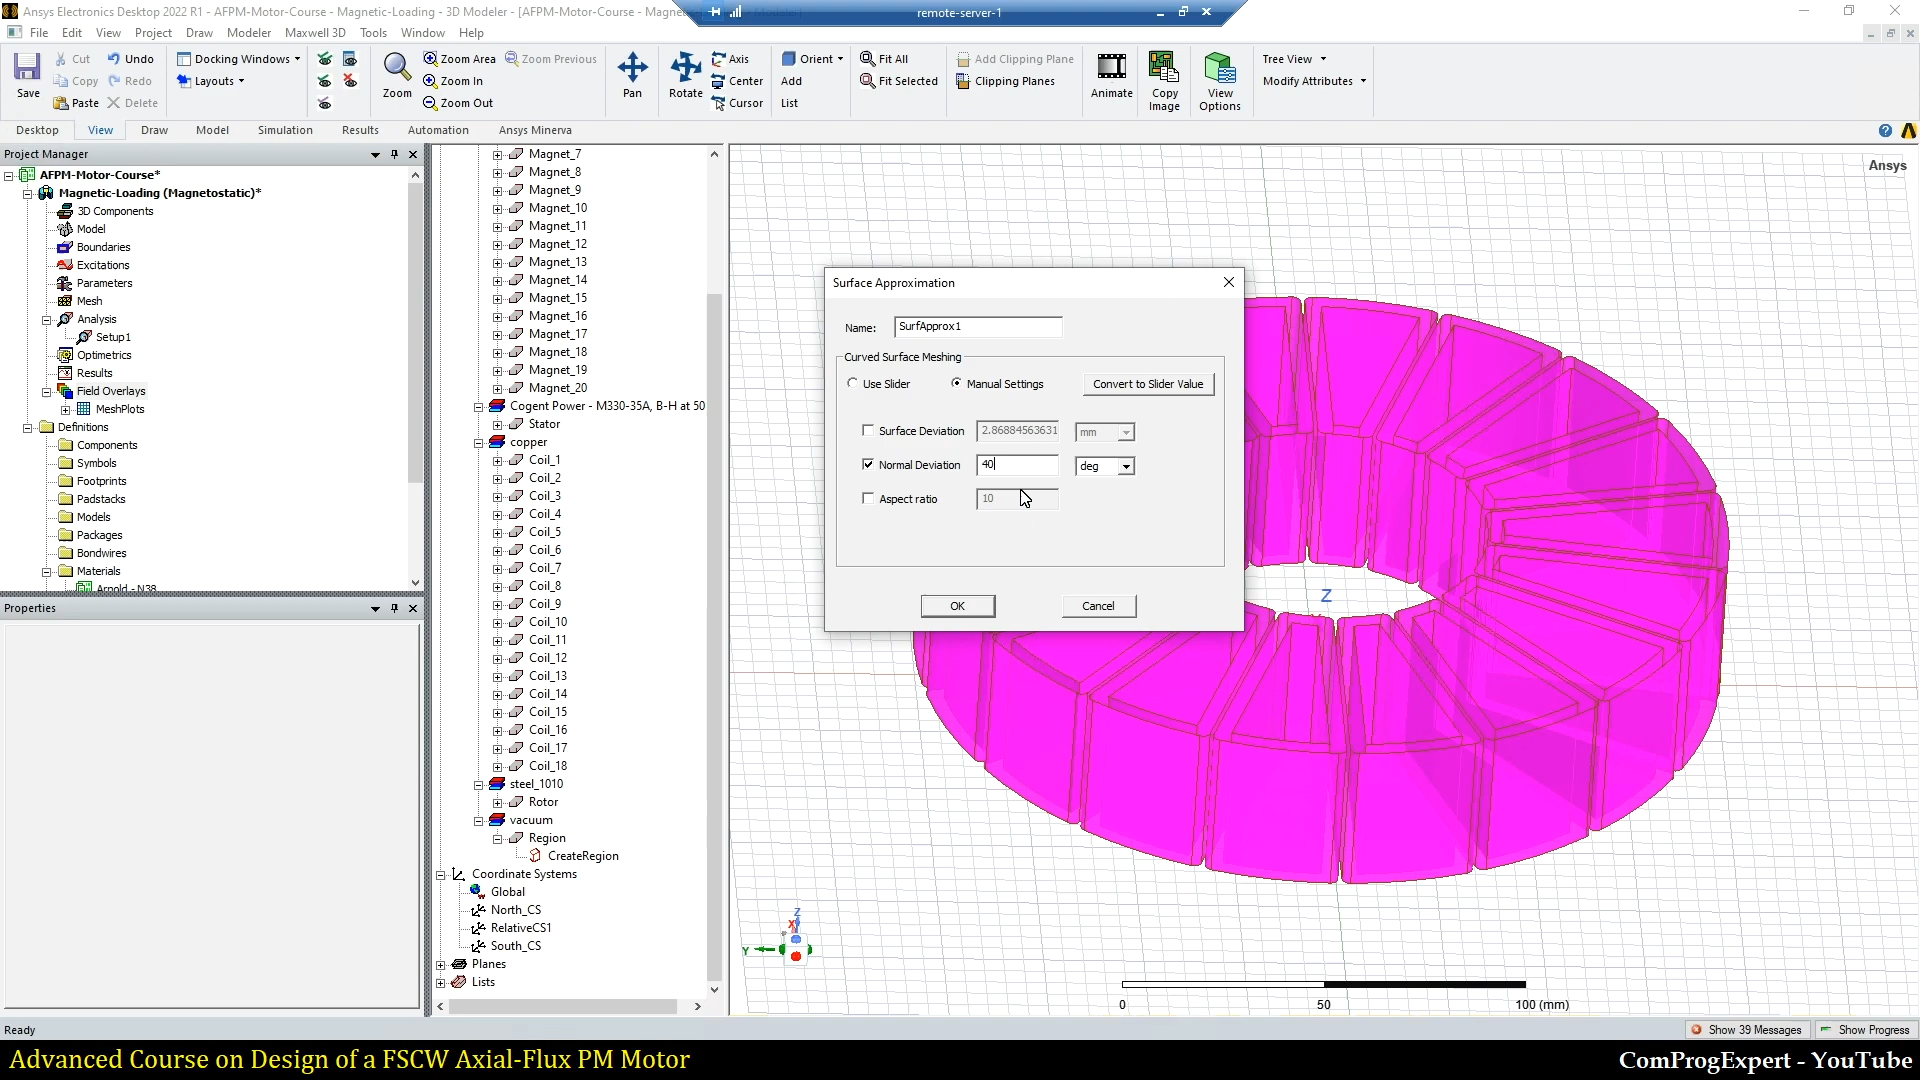 Ansys Electronics Desktop 2022 R1 - AFPM-Motor-Course - Magnetic-Loading - 3D Modeler - [AFPM-Motor-Course - Magne
remote-server-1
File Edit View Project Draw Modeler Maxwell 3D Tools Window Help
Save
Cut
Copy
Paste
Undo
Redo
Delete
Docking Windows
Layouts
Zoom
Zoom Area
Zoom In
Zoom Out
Zoom Previous
Pan
Rotate
Axis
Center
Cursor
Orient
Add
List
Fit All
Fit Selected
Add Clipping Plane
Clipping Planes
Animate
Copy
Image
View
Options
Tree View
Modify Attributes
Desktop View Draw Model Simulation Results Automation Ansys Minerva
Project Manager
AFPM-Motor-Course*
Magnetic-Loading (Magnetostatic)*
3D Components
Model
Boundaries
Excitations
Parameters
Mesh
Analysis
Setup1
Optimetrics
Results
Field Overlays
MeshPlots
Definitions
Components
Symbols
Footprints
Padstacks
Models
Packages
Bondwires
Materials
Arnold - N38
Properties
Magnet_7
Magnet_8
Magnet_9
Magnet_10
Magnet_11
Magnet_12
Magnet_13
Magnet_14
Magnet_15
Magnet_16
Magnet_17
Magnet_18
Magnet_19
Magnet_20
Cogent Power - M330-35A, B-H at 50
Stator
copper
Coil_1
Coil_2
Coil_3
Coil_4
Coil_5
Coil_6
Coil_7
Coil_8
Coil_9
Coil_10
Coil_11
Coil_12
Coil_13
Coil_14
Coil_15
Coil_16
Coil_17
Coil_18
steel_1010
Rotor
vacuum
Region
CreateRegion
Coordinate Systems
Global
North_CS
RelativeCS1
South_CS
Planes
Lists
Ansys
Surface Approximation
Name: SurfApprox1
Curved Surface Meshing
Use Slider Manual Settings Convert to Slider Value
Surface Deviation 2.86884563631 mm
Normal Deviation 40 deg
Aspect ratio 10
OK Cancel
Z
Z
X
Y
0 50 100 (mm)
Ready
Show 39 Messages Show Progress
Advanced Course on Design of a FSCW Axial-Flux PM Motor
ComProgExpert - YouTube